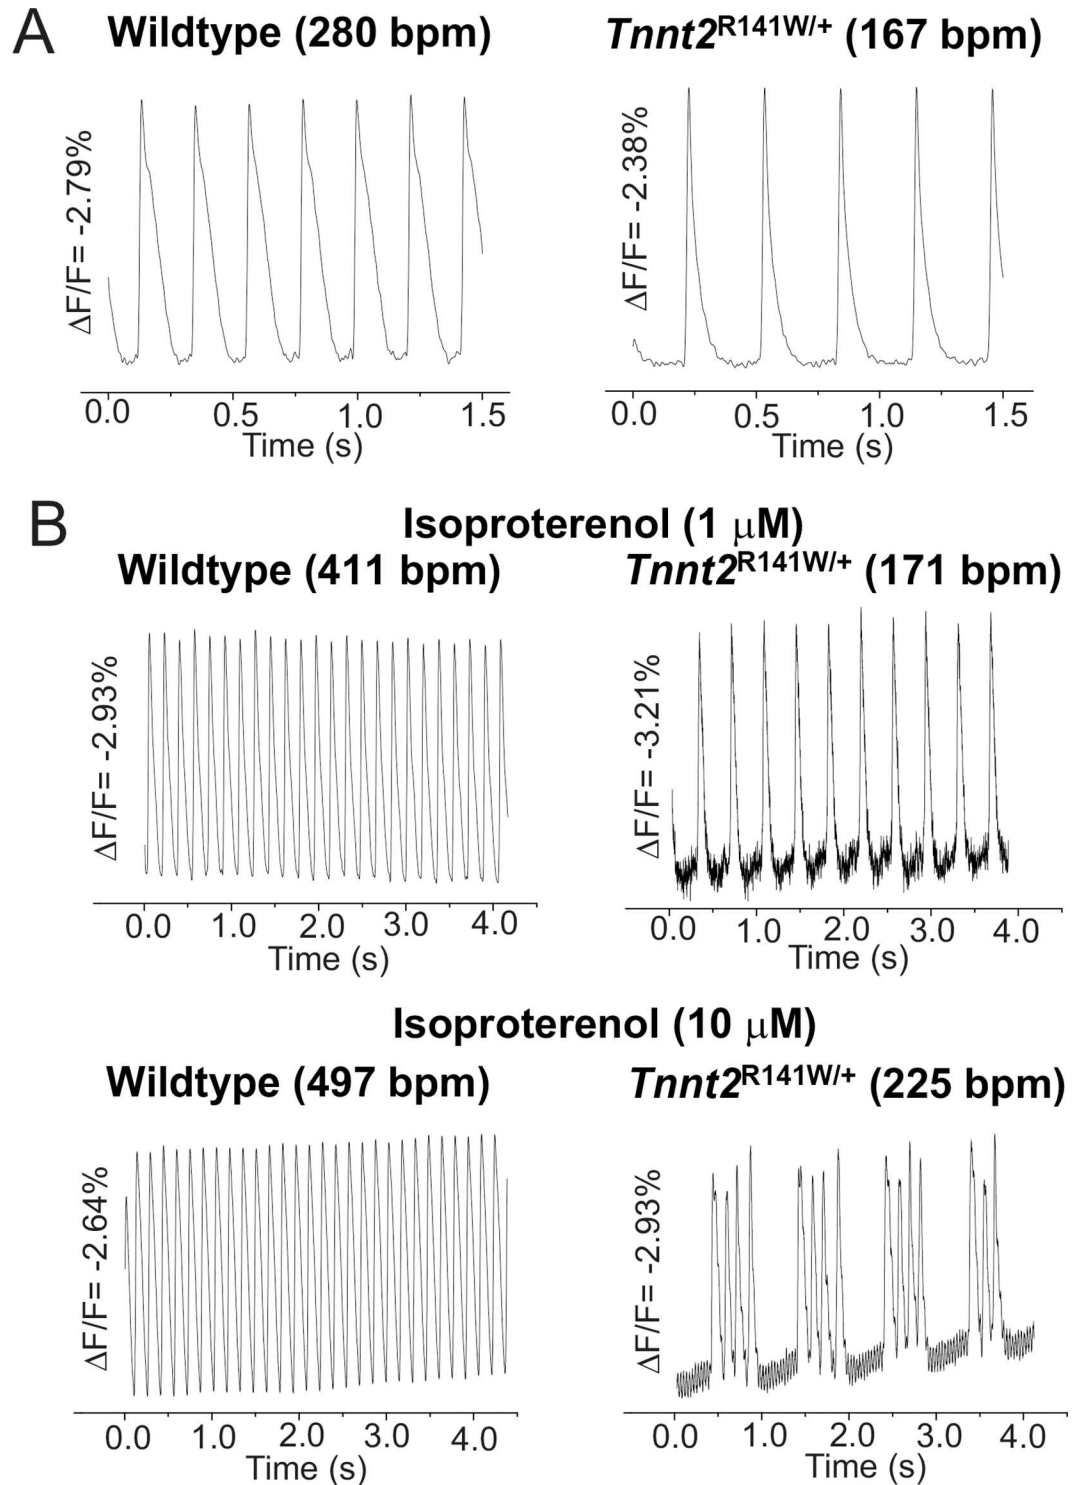 A
Wildtype (280 bpm)
Tnnt2R141W/+ (167 bpm)
ΔF/F= -2.79%
ΔF/F= -2.38%
0.0 0.5 1.0 1.5
Time (s)
0.0 0.5 1.0 1.5
Time (s)
B
Isoproterenol (1 μM)
Wildtype (411 bpm)
Tnnt2R141W/+ (171 bpm)
ΔF/F= -2.93%
ΔF/F= -3.21%
0.0 1.0 2.0 3.0 4.0
Time (s)
0.0 1.0 2.0 3.0 4.0
Time (s)
Isoproterenol (10 μM)
Wildtype (497 bpm)
Tnnt2R141W/+ (225 bpm)
ΔF/F= -2.64%
ΔF/F= -2.93%
0.0 1.0 2.0 3.0 4.0
Time (s)
0.0 1.0 2.0 3.0 4.0
Time (s)